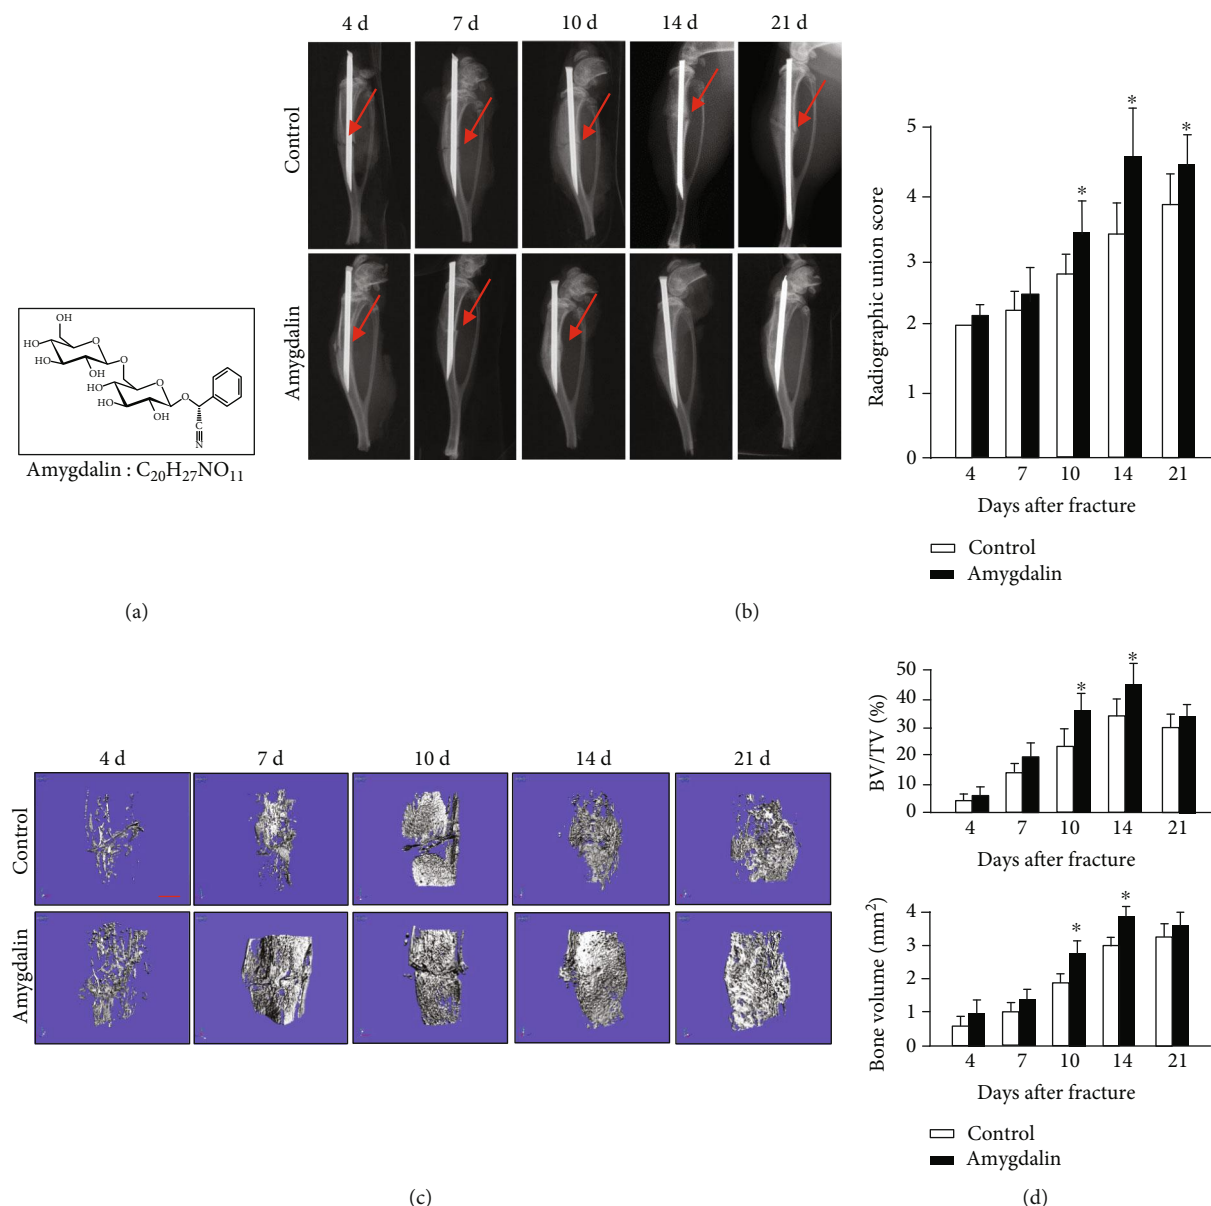 OH
HO
HO
HO
O
OH
O
HO
HO
O
OH
O
C
N
Amygdalin : C₂₀H₂₇NO₁₁
(a)
4 d 7 d 10 d 14 d 21 d
Control
Amygdalin
Radiographic union score
5
4
3
2
1
0
* * *
4 7 10 14 21
Days after fracture
Control
Amygdalin
(b)
4 d 7 d 10 d 14 d 21 d
Control
Amygdalin
(c)
BV/TV (%)
50
40
30
20
10
0
* *
4 7 10 14 21
Days after fracture
Bone volume (mm²)
4
3
2
1
0
* *
4 7 10 14 21
Days after fracture
Control
Amygdalin
(d)